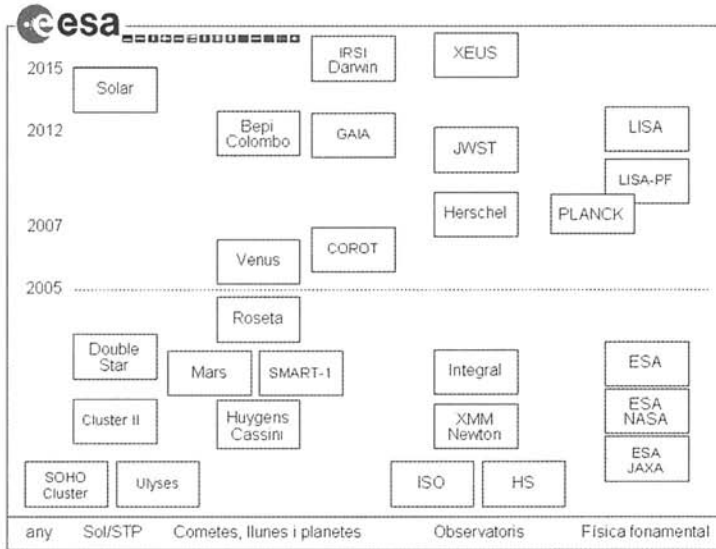 esa
IRSI
Darwin
XEUS
2015
Solar
2012
Bepi
Colombo
GAIA
JWST
LISA
LISA-PF
Herschel
PLANCK
2007
Venus
COROT
2005
Roseta
Double
Star
Mars
SMART-1
Integral
ESA
Cluster II
Huygens
Cassini
XMM
Newton
ESA
NASA
ESA
JAXA
SOHO
Cluster
Ulyses
ISO
HS
any
Sol/STP
Cometes, llunes i planetes
Observatoris
Física fonamental